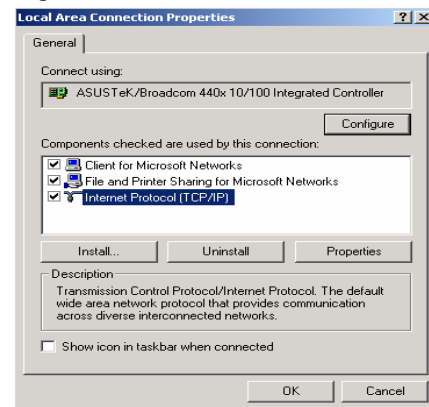 Local Area Connection Properties
General
Connect using:
ASUSTeK/Broadcom 440x 10/100 Integrated Controller
Configure
Components checked are used by this connection:
Client for Microsoft Networks
File and Printer Sharing for Microsoft Networks
Internet Protocol (TCP/IP)
Install... Uninstall Properties
Description
Transmission Control Protocol/Internet Protocol. The default
wide area network protocol that provides communication
across diverse interconnected networks.
Show icon in taskbar when connected
OK Cancel